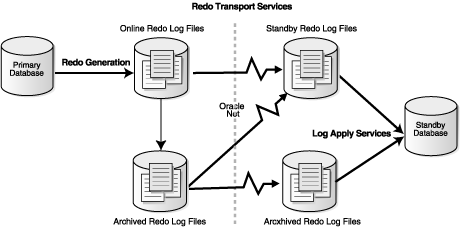 Redo Transport Services
Online Redo Log Files
Standby Redo Log Files
Primary
Database
Redo Generation
Oracle
Nut
Log Apply Services
Standby
Database
Archived Redo Log Files
Arcxhived Redo Log Files